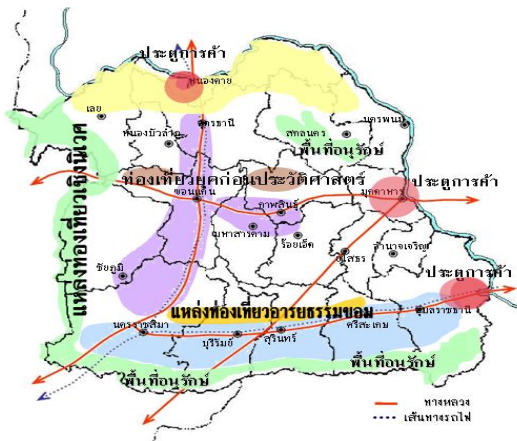 ประตูการค้า
หนองคาย
เลย
อุดรธานี
หนองบัวลำภู
สกลนคร
นครพนม
พื้นที่อนุรักษ์
ท่องเที่ยวยุคก่อนประวัติศาสตร์
ประตูการค้า
ขอนแก่น
กาฬสินธุ์
มุกดาหาร
มหาสารคาม
ร้อยเอ็ด
ยโสธร
อำนาจเจริญ
แหล่งท่องเที่ยวเชิงนิเวศ
ชัยภูมิ
ประตูการค้า
แหล่งท่องเที่ยวอารยธรรมขอม
นครราชสีมา
บุรีรัมย์
สุรินทร์
ศรีสะเกษ
อุบลราชธานี
พื้นที่อนุรักษ์
พื้นที่อนุรักษ์
ทางหลวง
เส้นทางรถไฟ